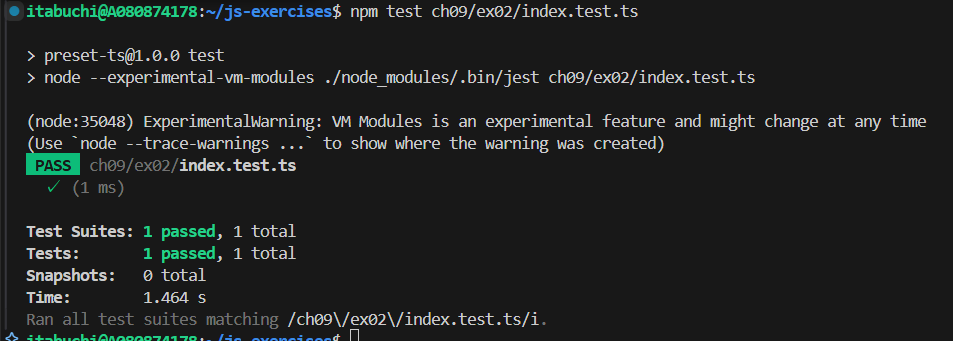 itabuchi@A080874178:~/js-exercises$ npm test ch09/ex02/index.test.ts
> preset-ts@1.0.0 test
> node --experimental-vm-modules ./node_modules/.bin/jest ch09/ex02/index.test.ts
(node:35048) ExperimentalWarning: VM Modules is an experimental feature and might change at any time
(Use `node --trace-warnings ...` to show where the warning was created)
PASS ch09/ex02/index.test.ts
✓ (1 ms)
Test Suites: 1 passed, 1 total
Tests: 1 passed, 1 total
Snapshots: 0 total
Time: 1.464 s
Ran all test suites matching /ch09\/ex02\/index.test.ts/i.
itabuchi@A080874178:~/js-exercises$